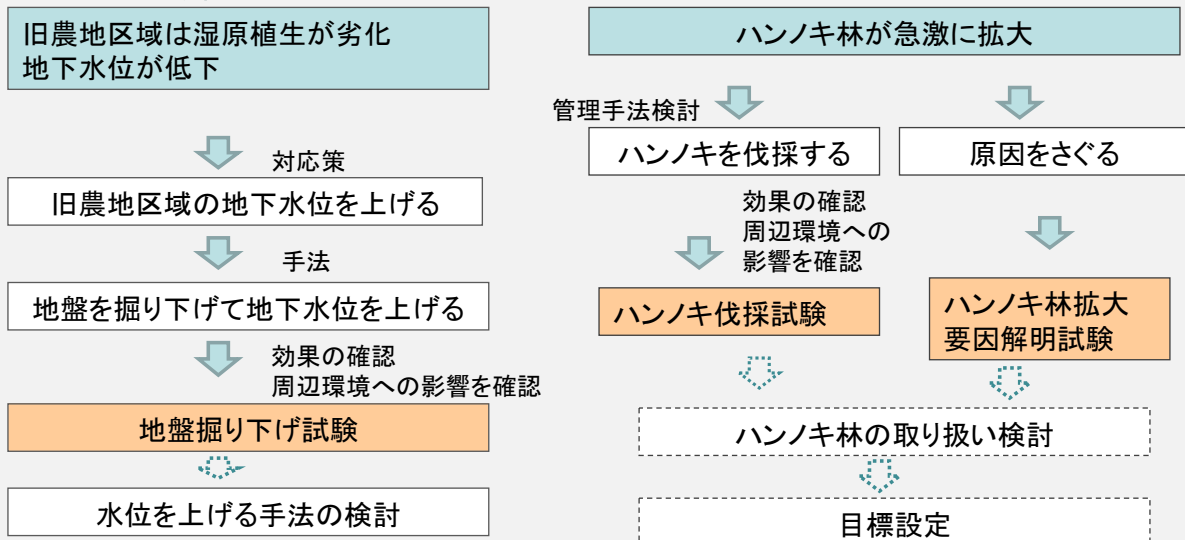 旧農地区域は湿原植生が劣化
地下水位が低下
対応策
旧農地区域の地下水位を上げる
手法
地盤を掘り下げて地下水位を上げる
効果の確認
周辺環境への影響を確認
地盤掘り下げ試験
水位を上げる手法の検討
ハンノキ林が急激に拡大
管理手法検討
ハンノキを伐採する
原因をさぐる
効果の確認
周辺環境への
影響を確認
ハンノキ伐採試験
ハンノキ林拡大
要因解明試験
ハンノキ林の取り扱い検討
目標設定